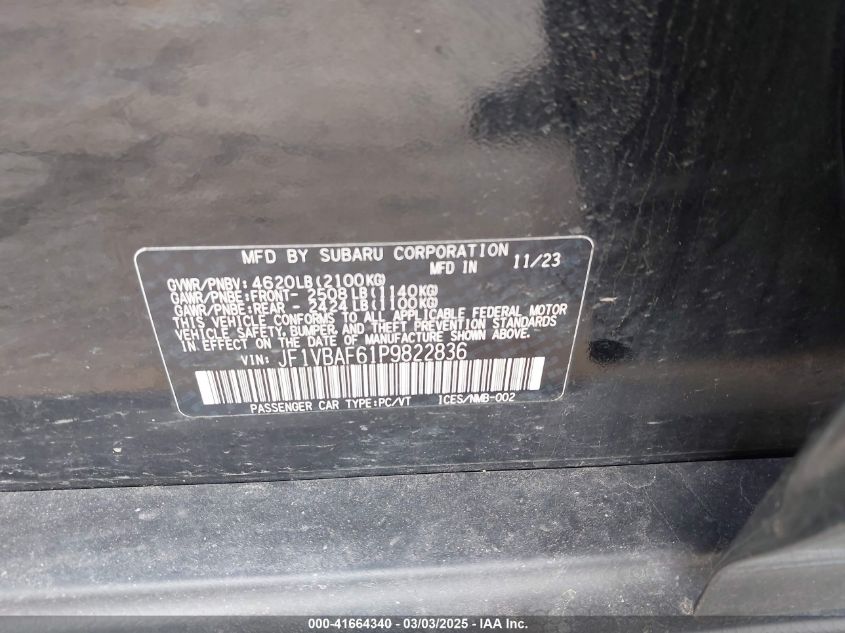 MFD BY SUBARU CORPORATION
MFD IN 11/23
GVWR/PNBV: 4620LB(2100KG)
GAWR/PNBE:FRONT- 2508LB(1140KG)
GAWR/PNBE:REAR - 2424LB(1100KG)
THIS VEHICLE CONFORMS TO ALL APPLICABLE FEDERAL MOTOR
VEHICLE SAFETY, BUMPER, AND THEFT PREVENTION STANDARDS
IN EFFECT ON THE DATE OF MANUFACTURE SHOWN ABOVE.
VIN: JF1VBAF61P9822836
PASSENGER CAR TYPE:PC/VT ICES/NMB-002
000-41664340 - 03/03/2025 - ©IAA, Inc.